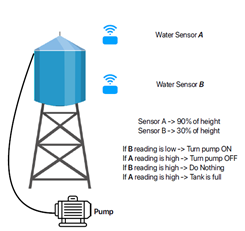 Water Sensor A
Water Sensor B
Sensor A -> 90% of height
Sensor B -> 30% of height
If B reading is low -> Turn pump ON
If A reading is high -> Turn pump OFF
If B reading is high -> Do Nothing
If A reading is high -> Tank is full
Pump